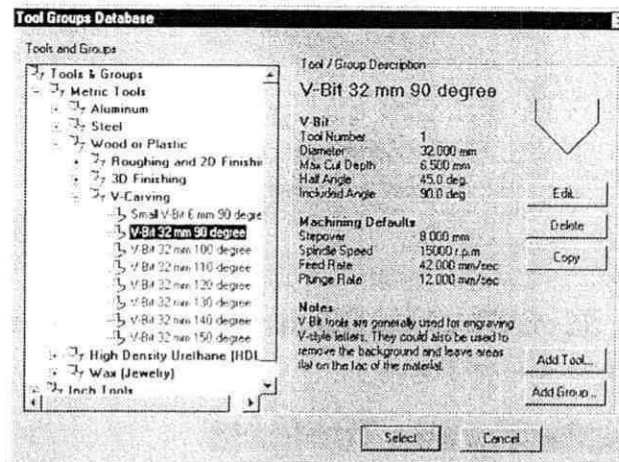 Tool Groups Database
Tools and Groups
Tools & Groups
Metric Tools
Aluminum
Steel
Wood or Plastic
Roughing and 2D Finishin
3D Finishing
V-Carving
Small V-Bit 6 mm 90 degre
V-Bit 32 mm 90 degree
V-Bit 32 mm 100 degree
V-Bit 32 mm 110 degree
V-Bit 32 mm 120 degree
V-Bit 32 mm 130 degree
V-Bit 32 mm 140 degree
V-Bit 32 mm 150 degree
High Density Urethane (HDL
Wax (Jewelry)
Inch Tools
Tool / Group Description
V-Bit 32 mm 90 degree
V-Bit
Tool Number 1
Diameter 32.000 mm
Max Cut Depth 6.500 mm
Half Angle 45.0 deg
Included Angle 90.0 deg
Machining Defaults
Stepover 8.000 mm
Spindle Speed 15000 r.p.m
Feed Rate 42.000 mm/sec
Plunge Rate 12.000 mm/sec
Notes
V Bit tools are generally used for engraving
V-style letters. They could also be used to
remove the background and leave areas
flat on the
of the material.
Edit...
Delete
Copy
Add Tool...
Add Group...
Select
Cancel